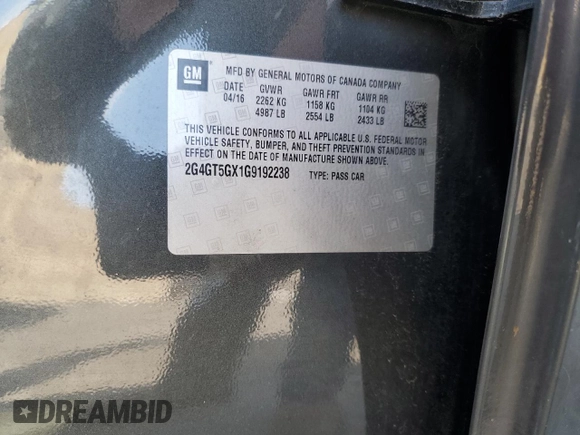 GM
MFD BY GENERAL MOTORS OF CANADA COMPANY
DATE GVWR GAWR FRT GAWR RR
04/16 2262 KG 1158 KG 1104 KG
4987 LB 2554 LB 2433 LB
THIS VEHICLE CONFORMS TO ALL APPLICABLE U.S. FEDERAL MOTOR
VEHICLE SAFETY, BUMPER, AND THEFT PREVENTION STANDARDS IN
EFFECT ON THE DATE OF MANUFACTURE SHOWN ABOVE.
2G4GT5GX1G9192238 TYPE: PASS CAR
DREAMBID